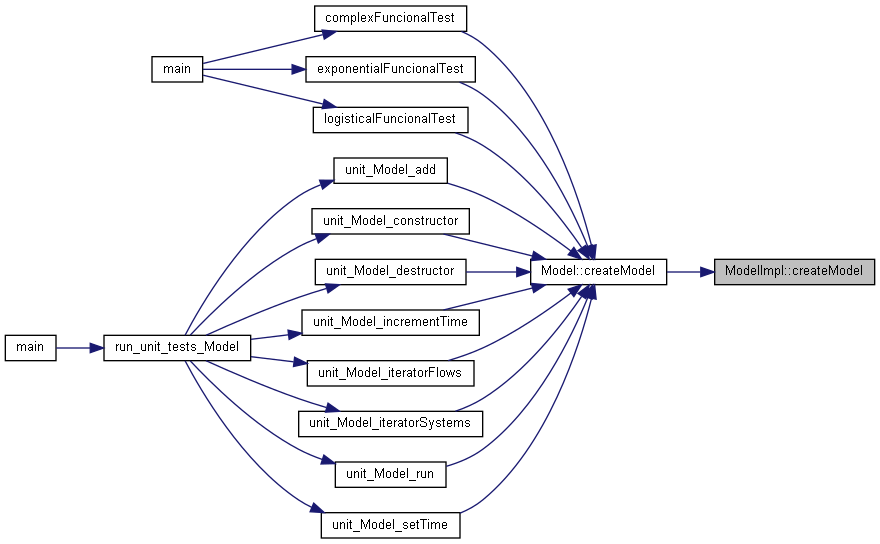 complexFuncionalTest
main
exponentialFuncionalTest
logisticalFuncionalTest
unit_Model_add
unit_Model_constructor
Model::createModel
ModelImpl::createModel
unit_Model_destructor
unit_Model_incrementTime
main
run_unit_tests_Model
unit_Model_iteratorFlows
unit_Model_iteratorSystems
unit_Model_run
unit_Model_setTime